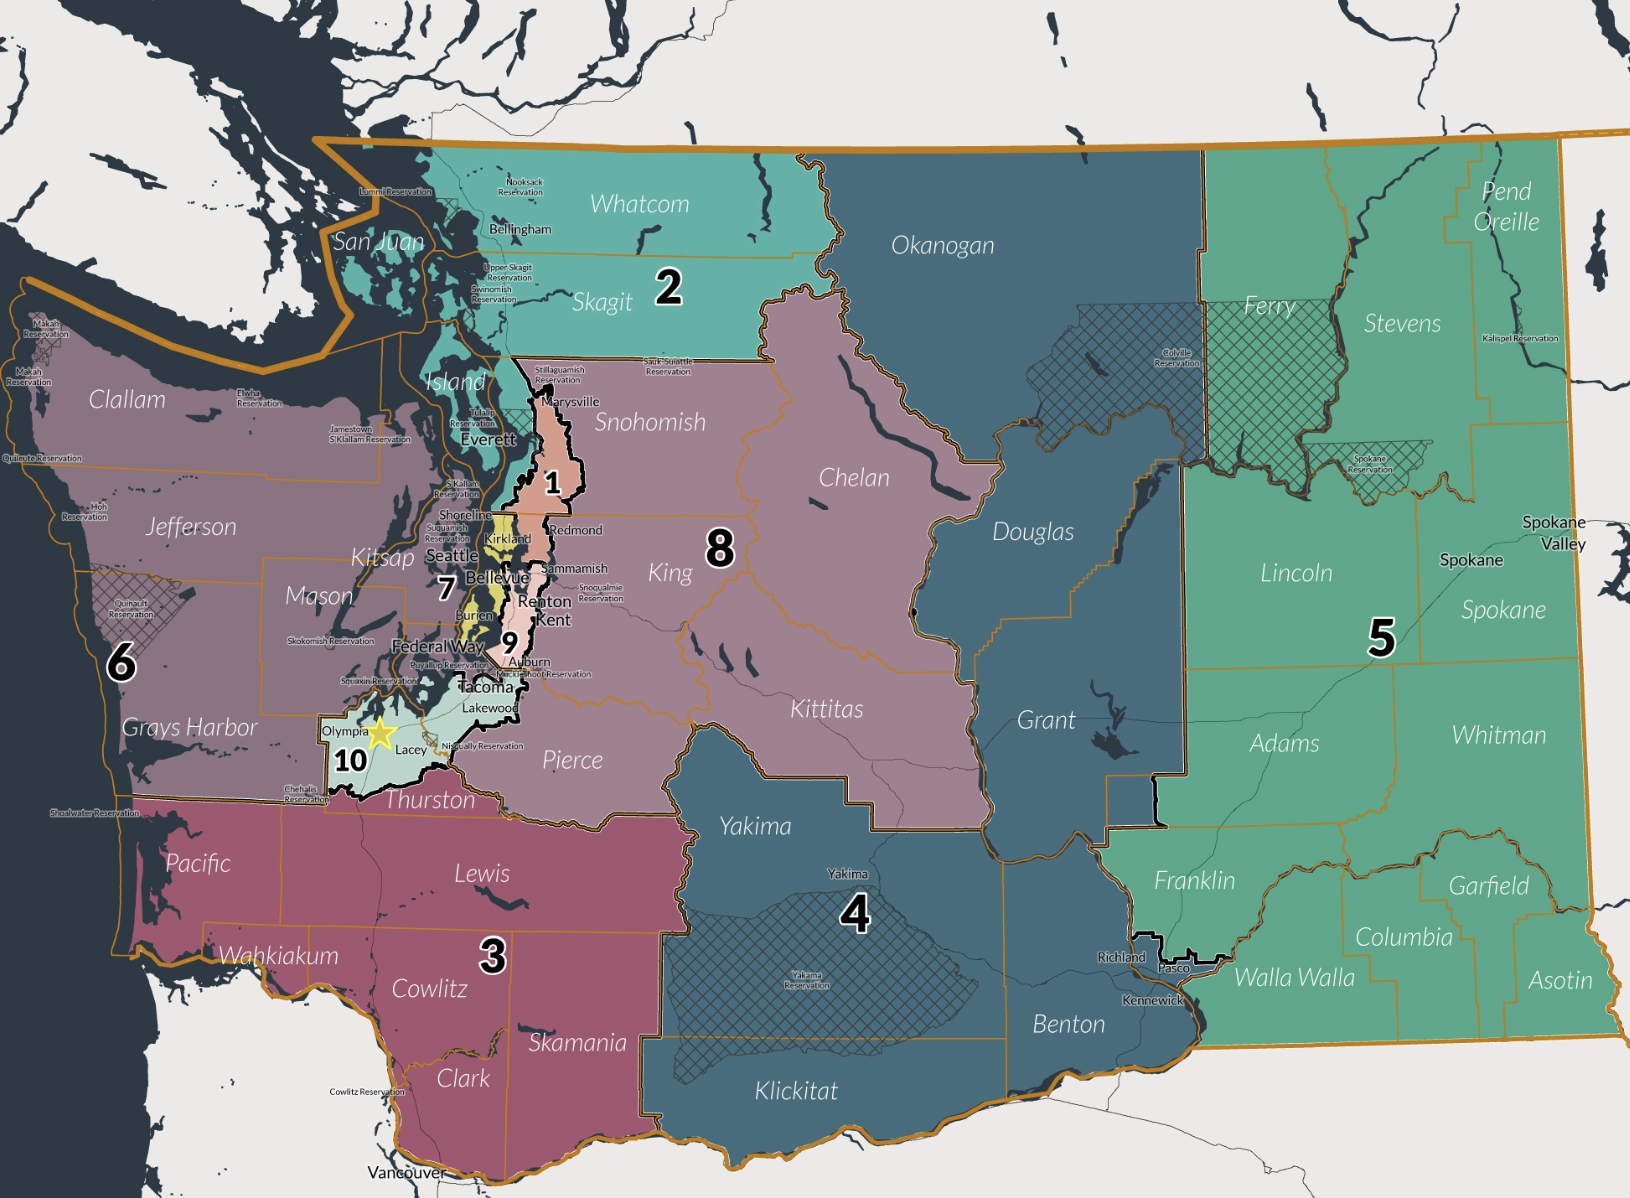 Lummi Reservation
Nooksack
Reservation
Whatcom
Bellingham
San Juan
Okanogan
Pend
Oreille
Upper Skagit
Reservation
Swinomish
Reservation
Skagit
2
Ferry
Stevens
Kalispel Reservation
Makah
Reservation
Makah
Reservation
Clallam
Elwha
Reservation
Island
Stillaguamish
Reservation
Sauk-Suiattle
Reservation
Colville
Reservation
Marysville
Tulalip
Reservation
Everett
Snohomish
Jamestown
S'Klallam Reservation
Quileute Reservation
Spokane
Reservation
Chelan
1
S'Kallam
Reservation
Hoh
Reservation
Jefferson
Shoreline
Suquamish
Reservation
Kirkland
Redmond
Douglas
Spokane
Valley
Kitsap
Seattle
8
Spokane
Sammamish
King
Lincoln
7
Bellevue
Mason
Snoqualmie
Reservation
Renton
Quinault
Reservation
Burien
Kent
Spokane
Skokomish Reservation
Federal Way
9
5
6
Puyallup Reservation
Auburn
Muckleshoot Reservation
Squaxin Reservation
Tacoma
Lakewood
Kittitas
Grays Harbor
Olympia
Lacey
Nisqually Reservation
Grant
Adams
Whitman
10
Pierce
Chehalis
Reservation
Thurston
Shoalwater Reservation
Yakima
Pacific
Lewis
Yakima
Franklin
Garfield
4
Columbia
Wahkiakum
3
Richland
Pasco
Walla Walla
Asotin
Cowlitz
Yakama
Reservation
Kennewick
Benton
Skamania
Clark
Cowlitz Reservation
Klickitat
Vancouver